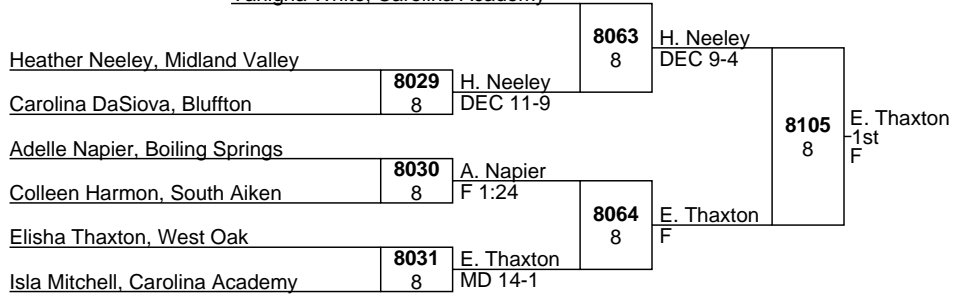 8063
H. Neeley
8
DEC 9-4
Heather Neeley, Midland Valley
8029
H. Neeley
Carolina DaSiova, Bluffton
8
DEC 11-9
8105
E. Thaxton
8
1st
F
Adelle Napier, Boiling Springs
8030
A. Napier
Colleen Harmon, South Aiken
8
F 1:24
8064
E. Thaxton
8
F
Elisha Thaxton, West Oak
8031
E. Thaxton
Isla Mitchell, Carolina Academy
8
MD 14-1